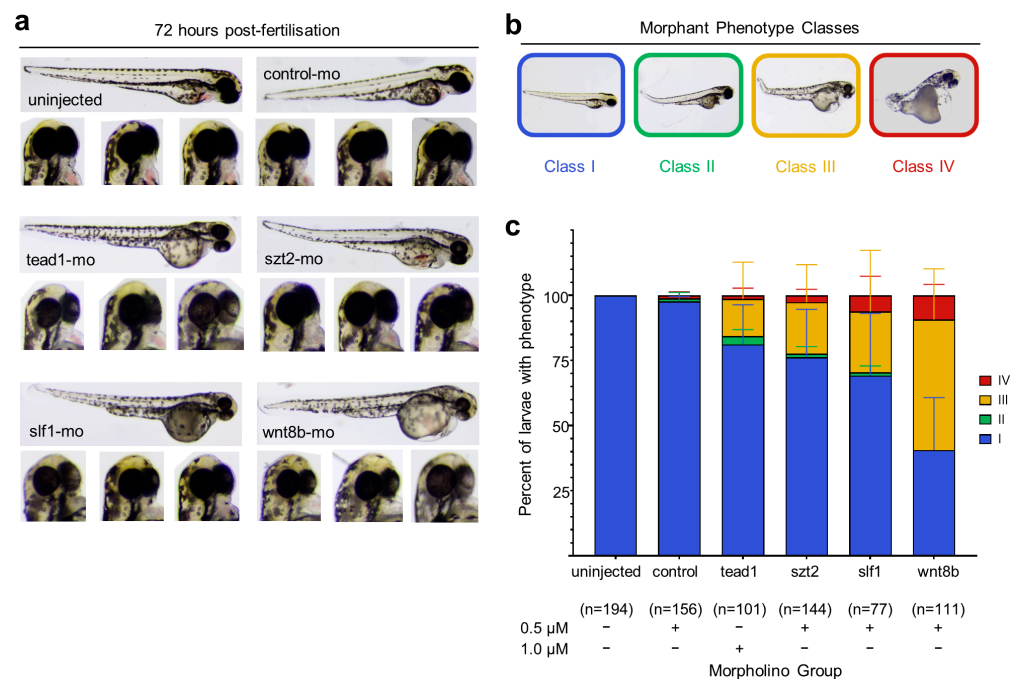 a
72 hours post-fertilisation
uninjected
control-mo
tead1-mo
szt2-mo
slf1-mo
wnt8b-mo
b
Morphant Phenotype Classes
Class I
Class II
Class III
Class IV
c
Percent of larvae with phenotype
100
75
50
25
IV
III
II
I
uninjected control tead1 szt2 slf1 wnt8b
(n=194) (n=156) (n=101) (n=144) (n=77) (n=111)
0.5 µM − + − + + +
1.0 µM − − + − − −
Morpholino Group